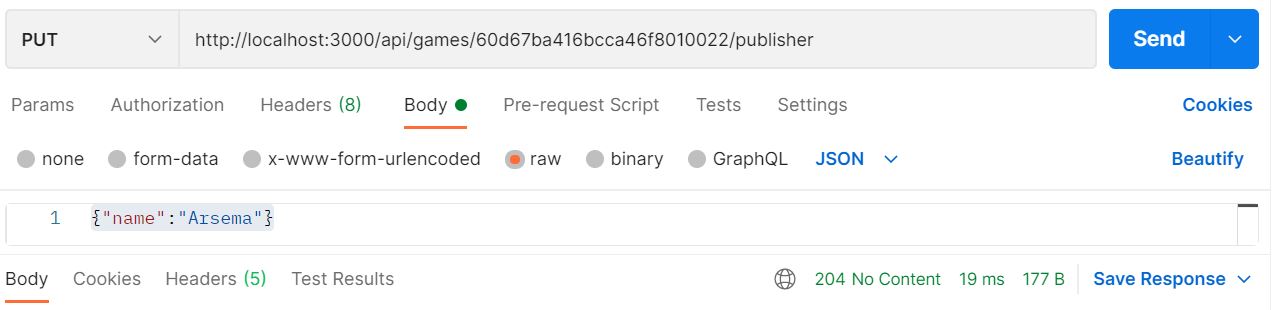 PUT http://localhost:3000/api/games/60d67ba416bcca46f8010022/publisher Send
Params Authorization Headers (8) Body Pre-request Script Tests Settings Cookies
none form-data x-www-form-urlencoded raw binary GraphQL JSON Beautify
1 {"name":"Arsema"}
Body Cookies Headers (5) Test Results 204 No Content 19 ms 177 B Save Response